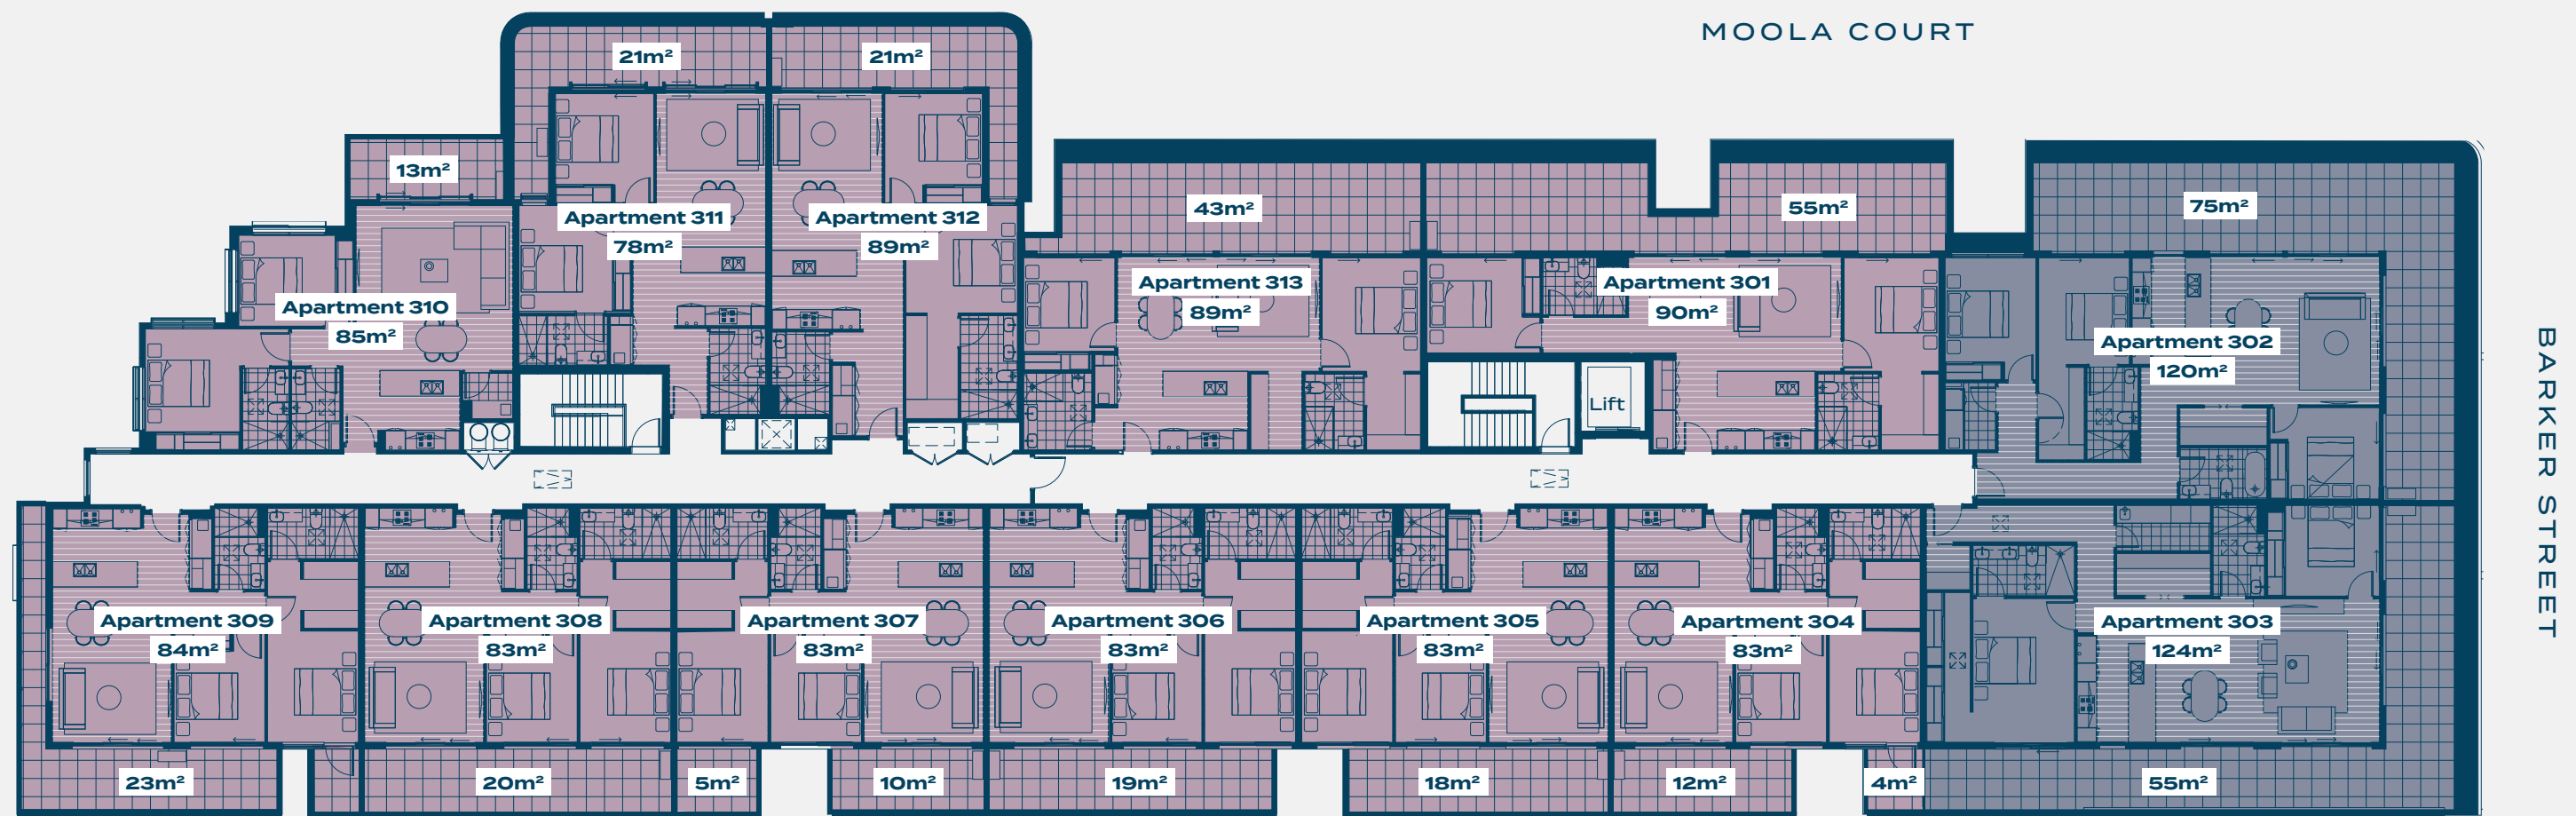 MOOLA COURT
21m²
21m²
13m²
43m²
55m²
75m²
Apartment 311
78m²
Apartment 312
89m²
Apartment 310
85m²
Apartment 313
89m²
Apartment 301
90m²
Apartment 302
120m²
Lift
BARKER STREET
Apartment 309
84m²
Apartment 308
83m²
Apartment 307
83m²
Apartment 306
83m²
Apartment 305
83m²
Apartment 304
83m²
Apartment 303
124m²
23m²
20m²
5m²
10m²
19m²
18m²
12m²
4m²
55m²